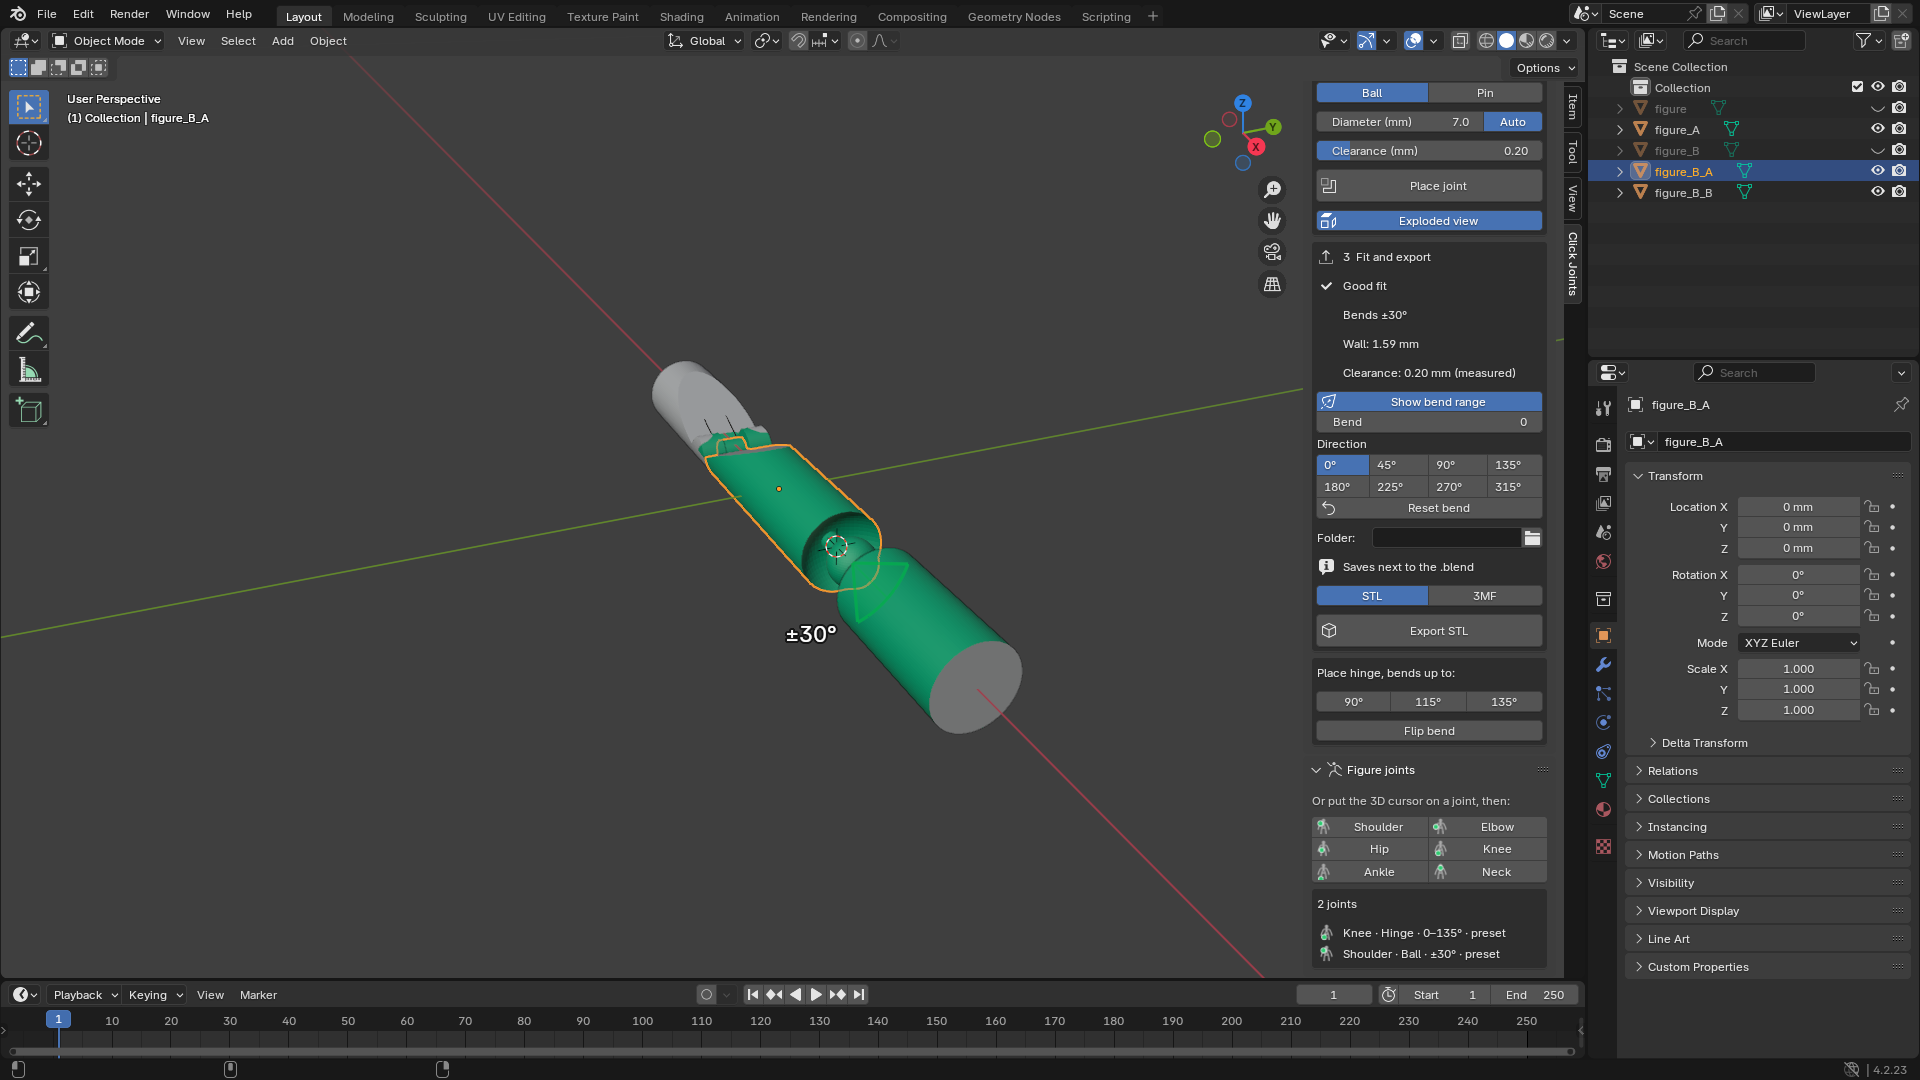 File Edit Render Window Help
Layout Modeling Sculpting UV Editing Texture Paint Shading Animation Rendering Compositing Geometry Nodes Scripting +
Scene
ViewLayer
Object Mode View Select Add Object
Global
Search
Options
User Perspective
(1) Collection | figure_B_A
Z
Y
X
±30°
Ball Pin
Diameter (mm) 7.0 Auto
Clearance (mm) 0.20
Place joint
Exploded view
3 Fit and export
Good fit
Bends ±30°
Wall: 1.59 mm
Clearance: 0.20 mm (measured)
Show bend range
Bend 0
Direction
0° 45° 90° 135°
180° 225° 270° 315°
Reset bend
Folder:
Saves next to the .blend
STL 3MF
Export STL
Place hinge, bends up to:
90° 115° 135°
Flip bend
Figure joints
Or put the 3D cursor on a joint, then:
Shoulder Elbow
Hip Knee
Ankle Neck
2 joints
Knee · Hinge · 0–135° · preset
Shoulder · Ball · ±30° · preset
Item
Tool
View
Click Joints
Scene Collection
Collection
figure
figure_A
figure_B
figure_B_A
figure_B_B
Search
figure_B_A
figure_B_A
Transform
Location X 0 mm
Y 0 mm
Z 0 mm
Rotation X 0°
Y 0°
Z 0°
Mode XYZ Euler
Scale X 1.000
Y 1.000
Z 1.000
Delta Transform
Relations
Collections
Instancing
Motion Paths
Visibility
Viewport Display
Line Art
Custom Properties
Playback Keying View Marker
1 Start 1 End 250
1 10 20 30 40 50 60 70 80 90 100 110 120 130 140 150 160 170 180 190 200 210 220 230 240 250
4.2.23